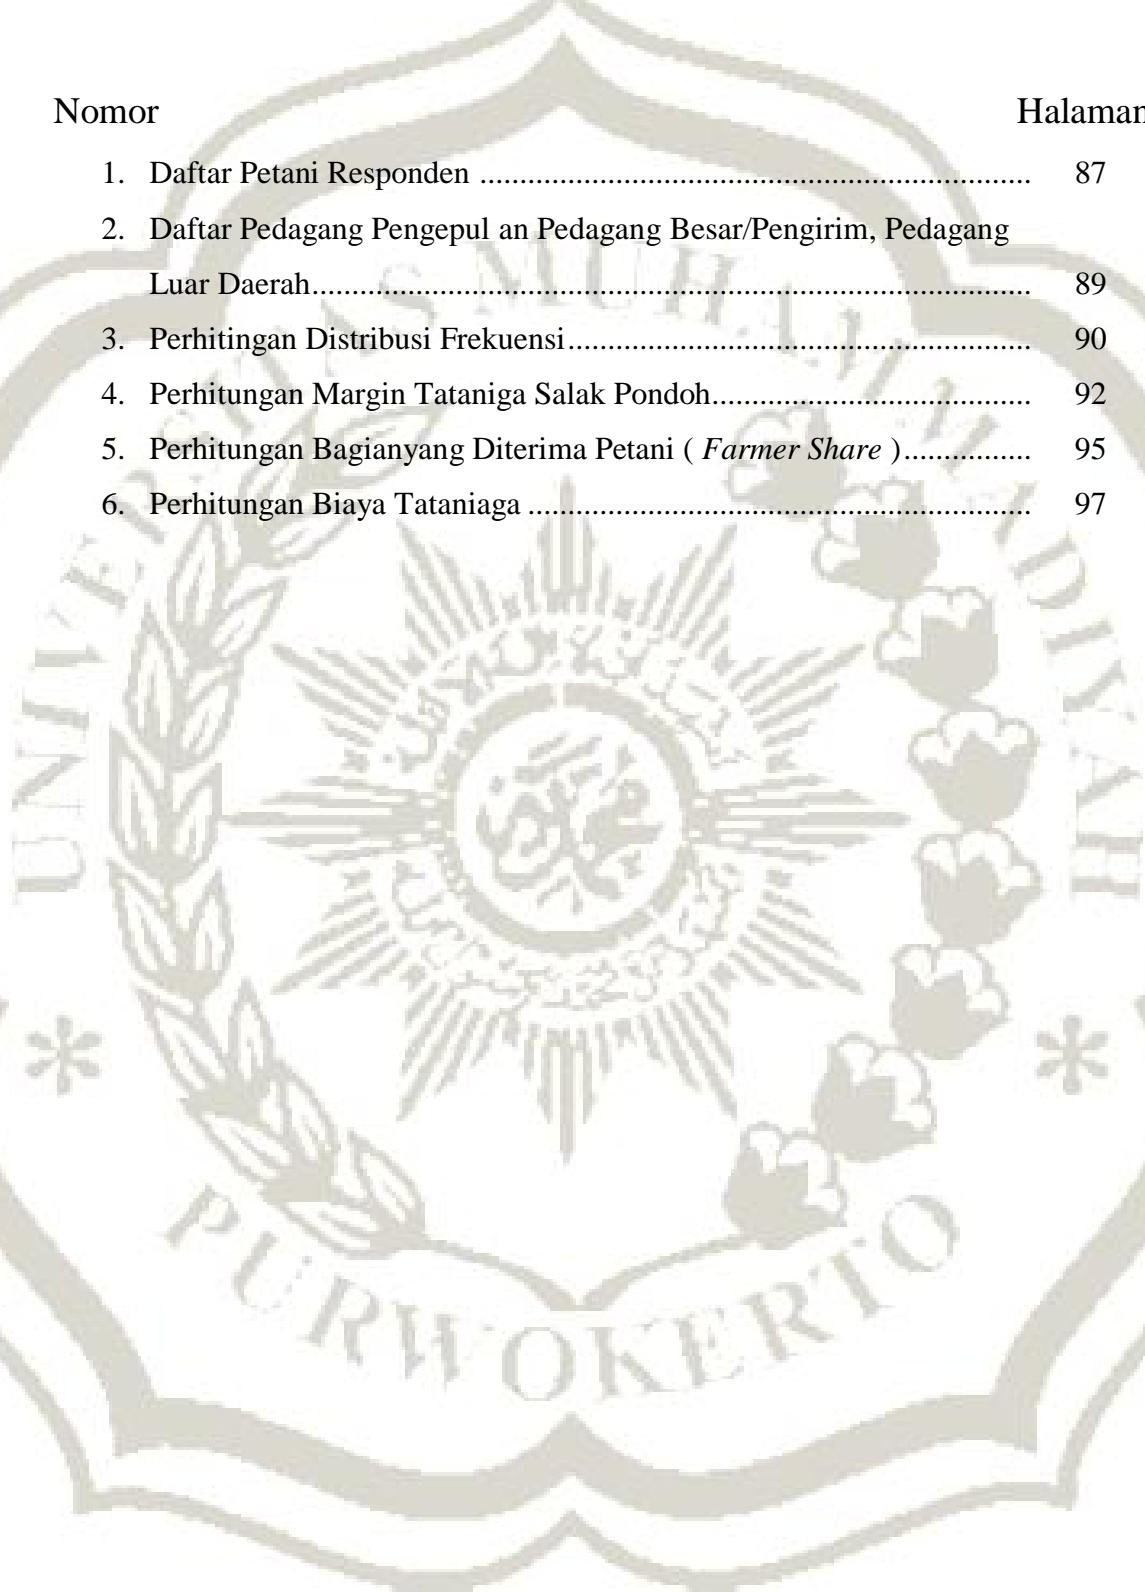 Nomor Halaman
1. Daftar Petani Responden ..................................................................... 87
2. Daftar Pedagang Pengepul an Pedagang Besar/Pengirim, Pedagang
Luar Daerah.......................................................................................... 89
3. Perhitingan Distribusi Frekuensi.......................................................... 90
4. Perhitungan Margin Tataniga Salak Pondoh........................................ 92
5. Perhitungan Bagianyang Diterima Petani ( Farmer Share )................ 95
6. Perhitungan Biaya Tataniaga ............................................................... 97
UNIVERSITAS MUHAMMADIYAH
PURWOKERTO